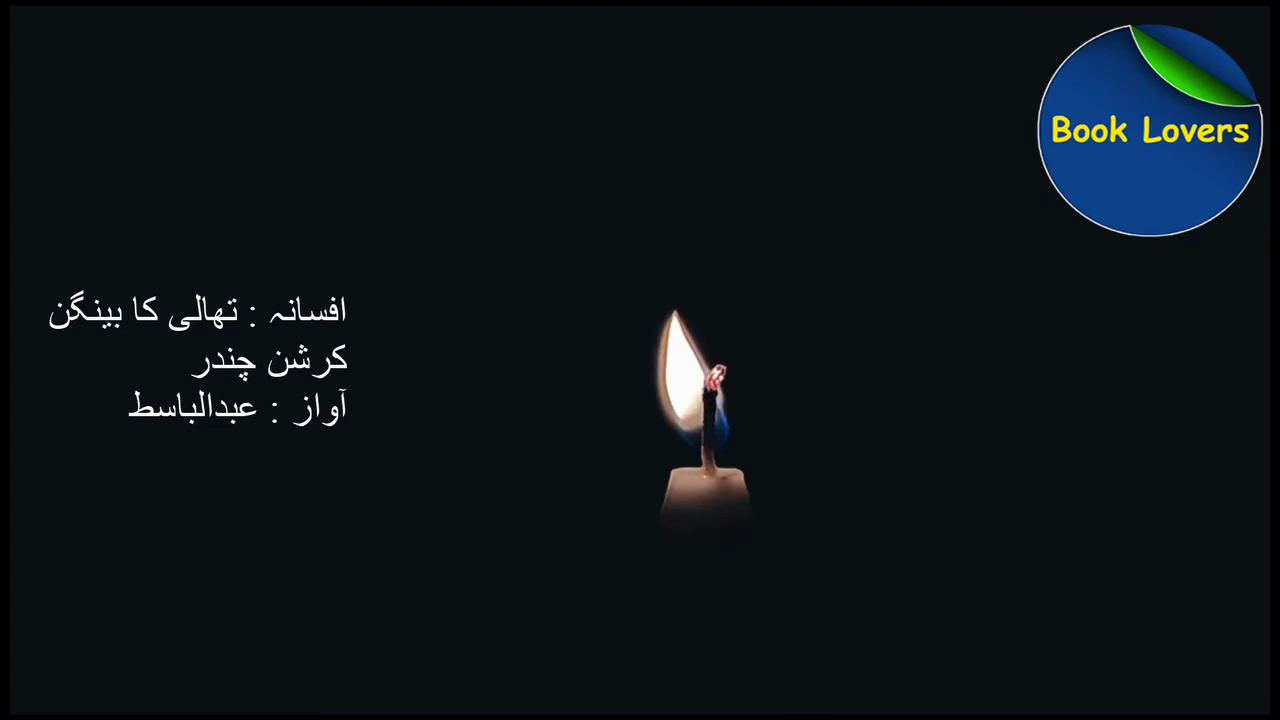 Book Lovers
افسانہ : تھالی کا بینگن
کرشن چندر
آواز : عبدالباسط